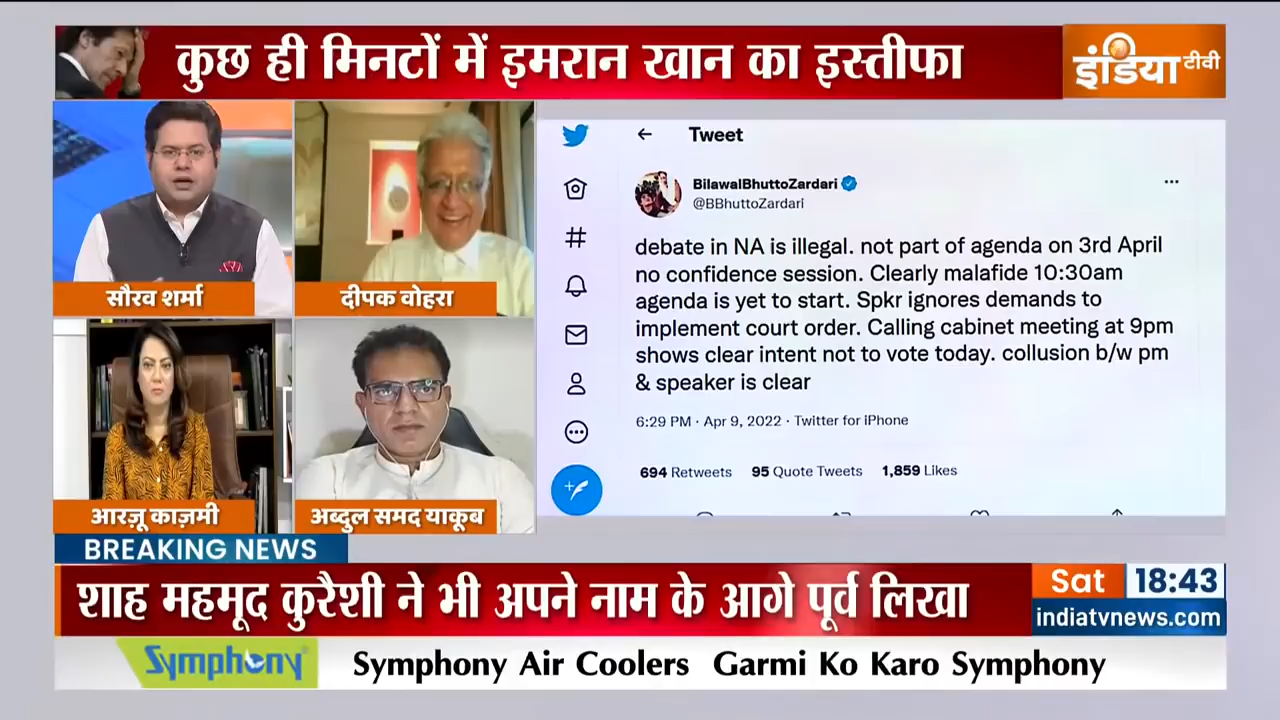 कुछ ही मिनटों में इमरान खान का इस्तीफा
इंडिया टीवी
सौरव शर्मा
दीपक वोहरा
आरज़ू काज़मी
अब्दुल समद याकूब
Tweet
BilawalBhuttoZardari
@BBhuttoZardari
debate in NA is illegal. not part of agenda on 3rd April
no confidence session. Clearly malafide 10:30am
agenda is yet to start. Spkr ignores demands to
implement court order. Calling cabinet meeting at 9pm
shows clear intent not to vote today. collusion b/w pm
& speaker is clear
6:29 PM · Apr 9, 2022 · Twitter for iPhone
694 Retweets 95 Quote Tweets 1,859 Likes
BREAKING NEWS
शाह महमूद कुरैशी ने भी अपने नाम के आगे पूर्व लिखा
Sat 18:43
indiatvnews.com
Symphony
Symphony Air Coolers Garmi Ko Karo Symphony